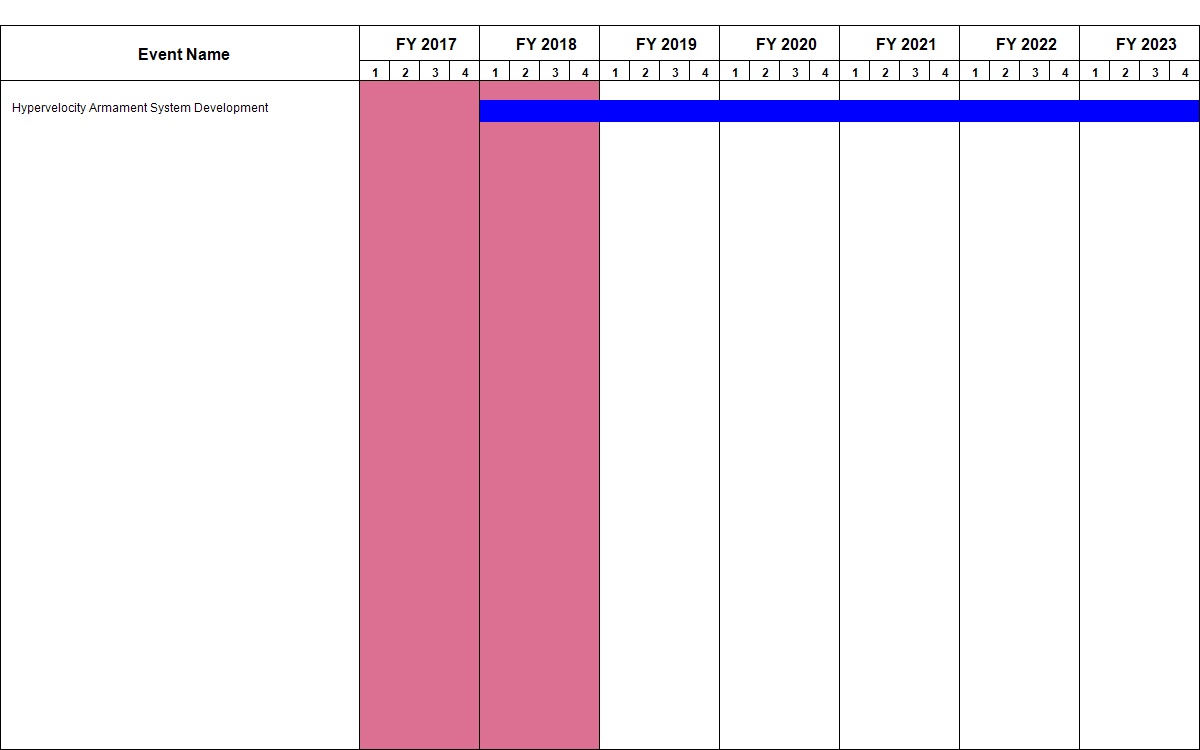 Event Name
FY 2017 FY 2018 FY 2019 FY 2020 FY 2021 FY 2022 FY 2023
1 2 3 4 1 2 3 4 1 2 3 4 1 2 3 4 1 2 3 4 1 2 3 4 1 2 3 4
Hypervelocity Armament System Development